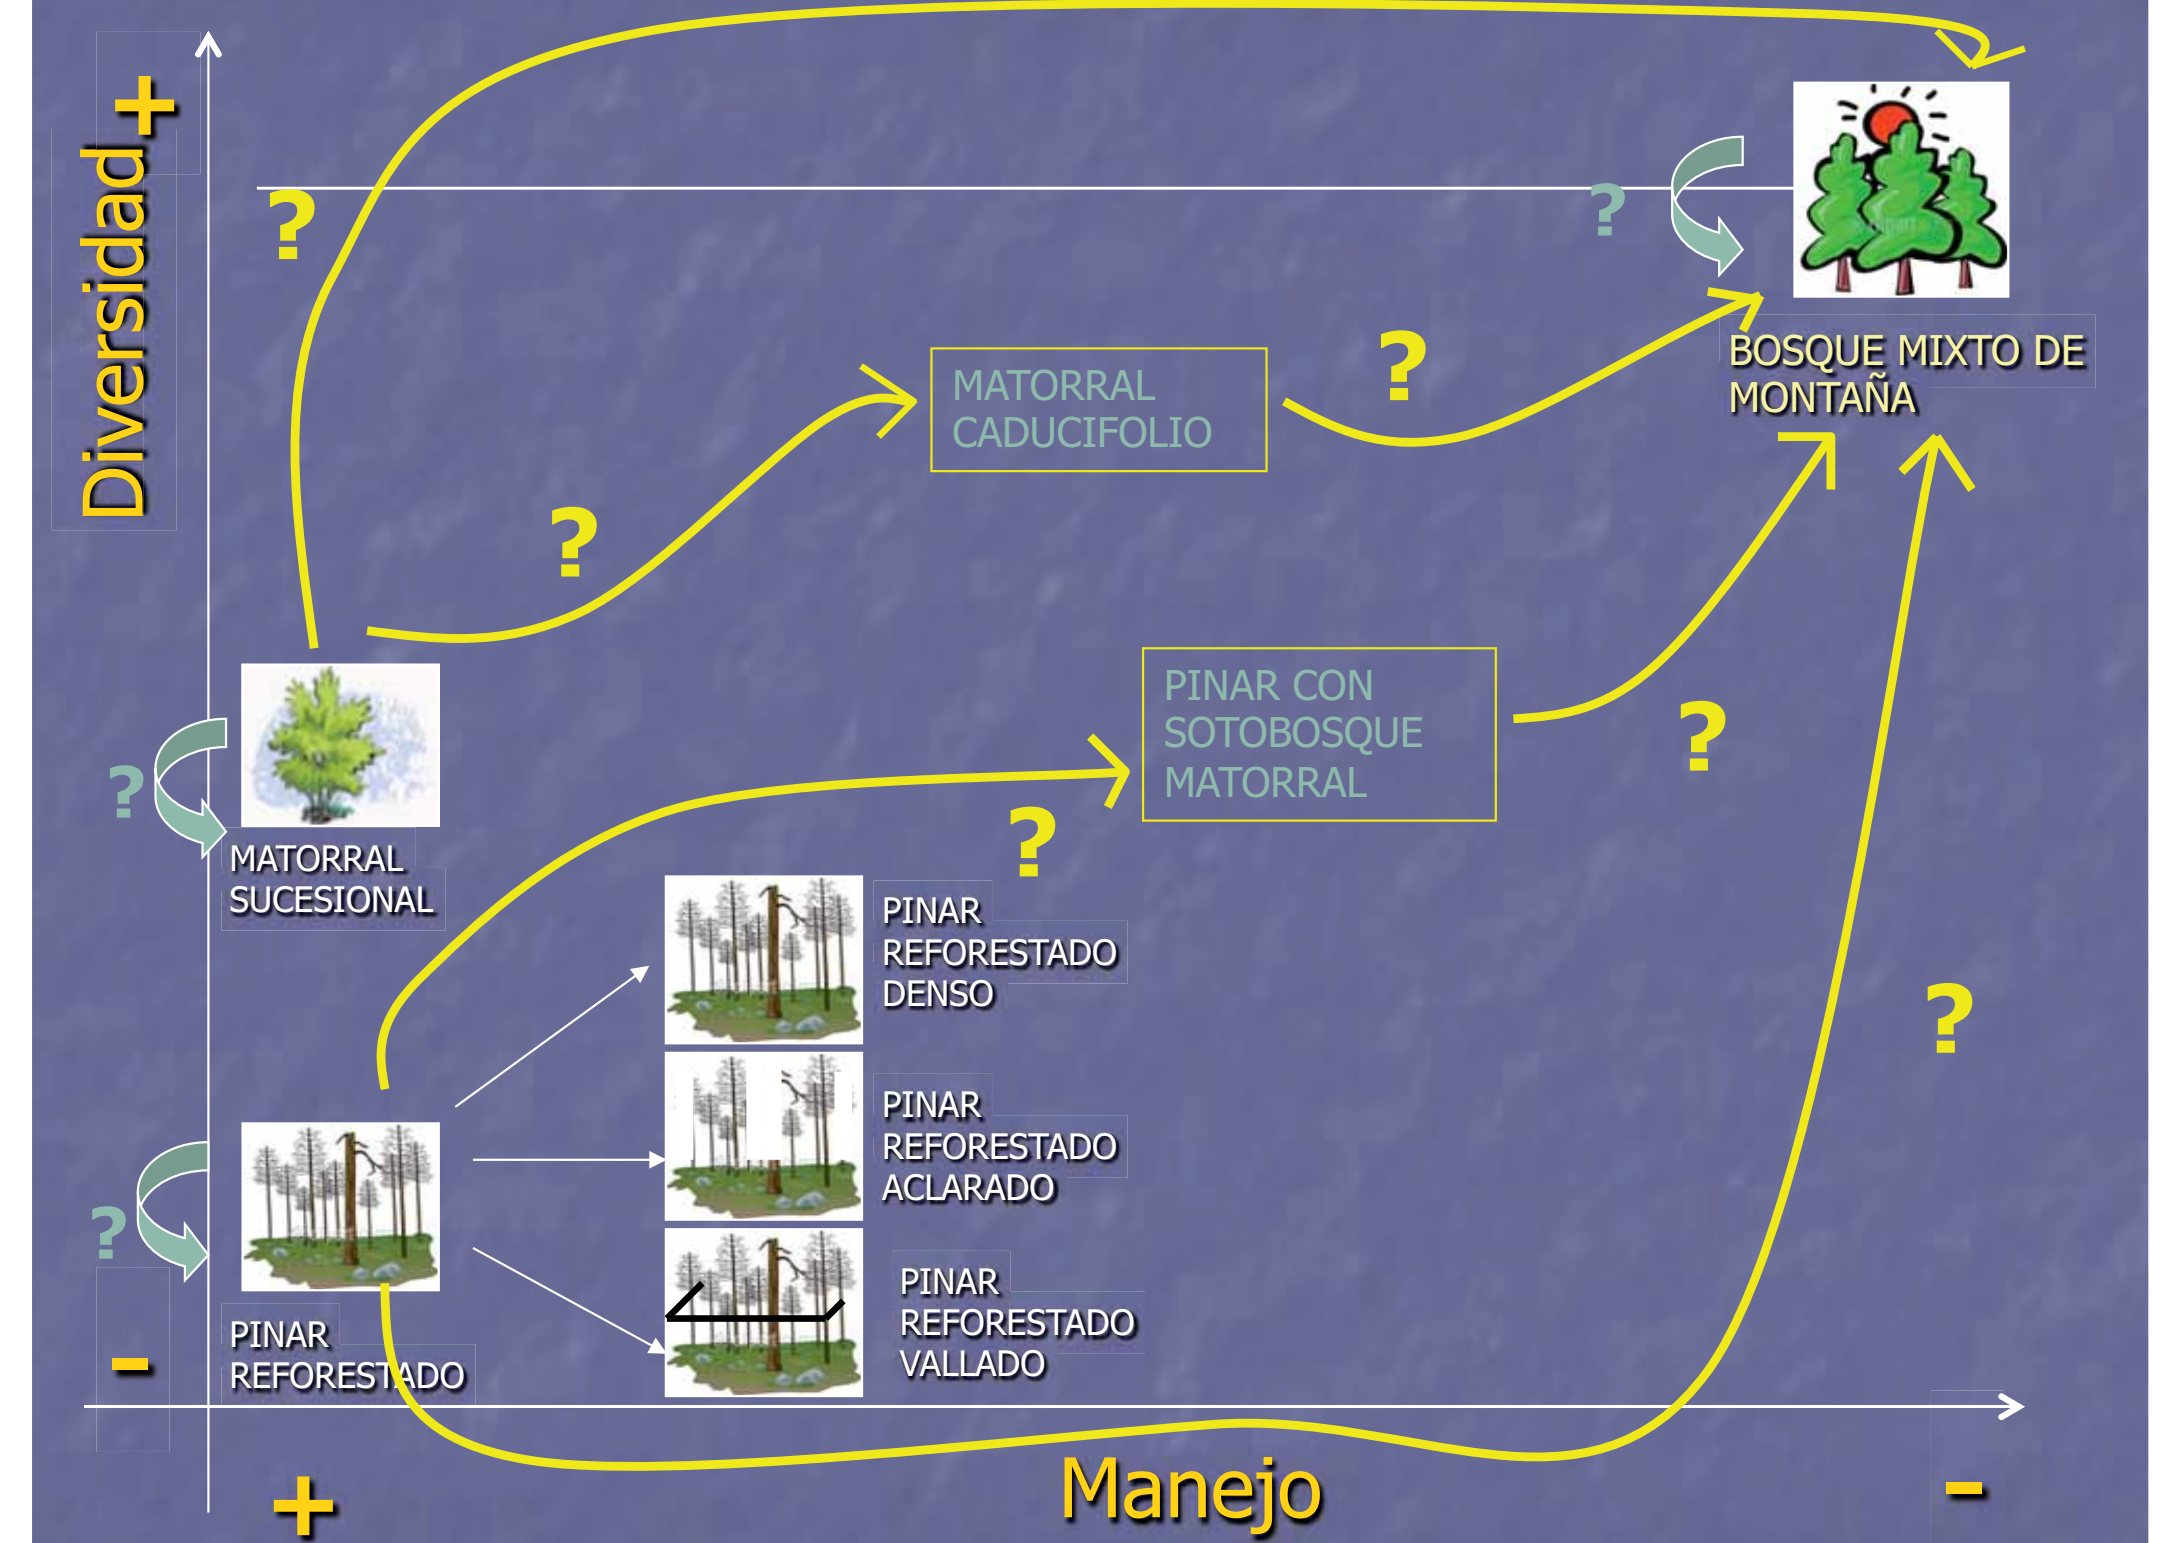 +
Diversidad
?
?
BOSQUE MIXTO DE
MONTAÑA
?
MATORRAL
CADUCIFOLIO
?
PINAR CON
SOTOBOSQUE
MATORRAL
?
?
?
MATORRAL
SUCESIONAL
PINAR
REFORESTADO
DENSO
?
PINAR
REFORESTADO
ACLARADO
?
PINAR
REFORESTADO
VALLADO
PINAR
REFORESTADO
-
+
Manejo
-